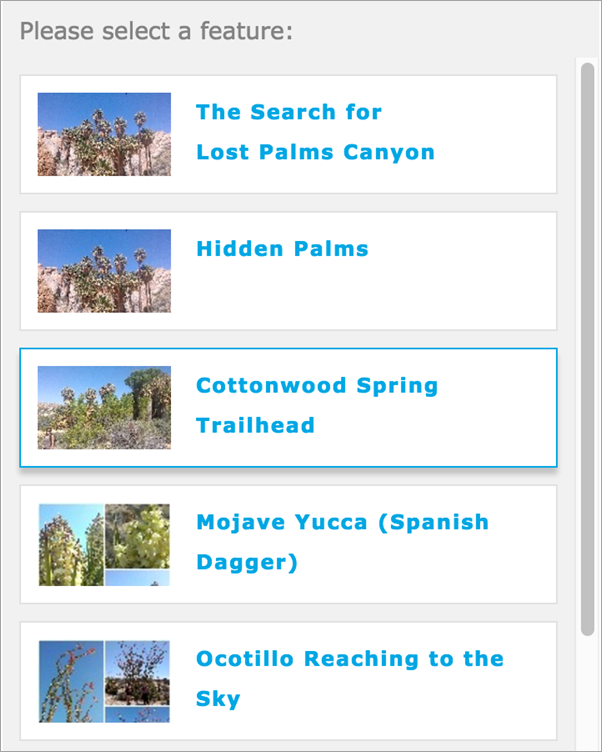 Please select a feature:
The Search for
Lost Palms Canyon
Hidden Palms
Cottonwood Spring
Trailhead
Mojave Yucca (Spanish
Dagger)
Ocotillo Reaching to the
Sky